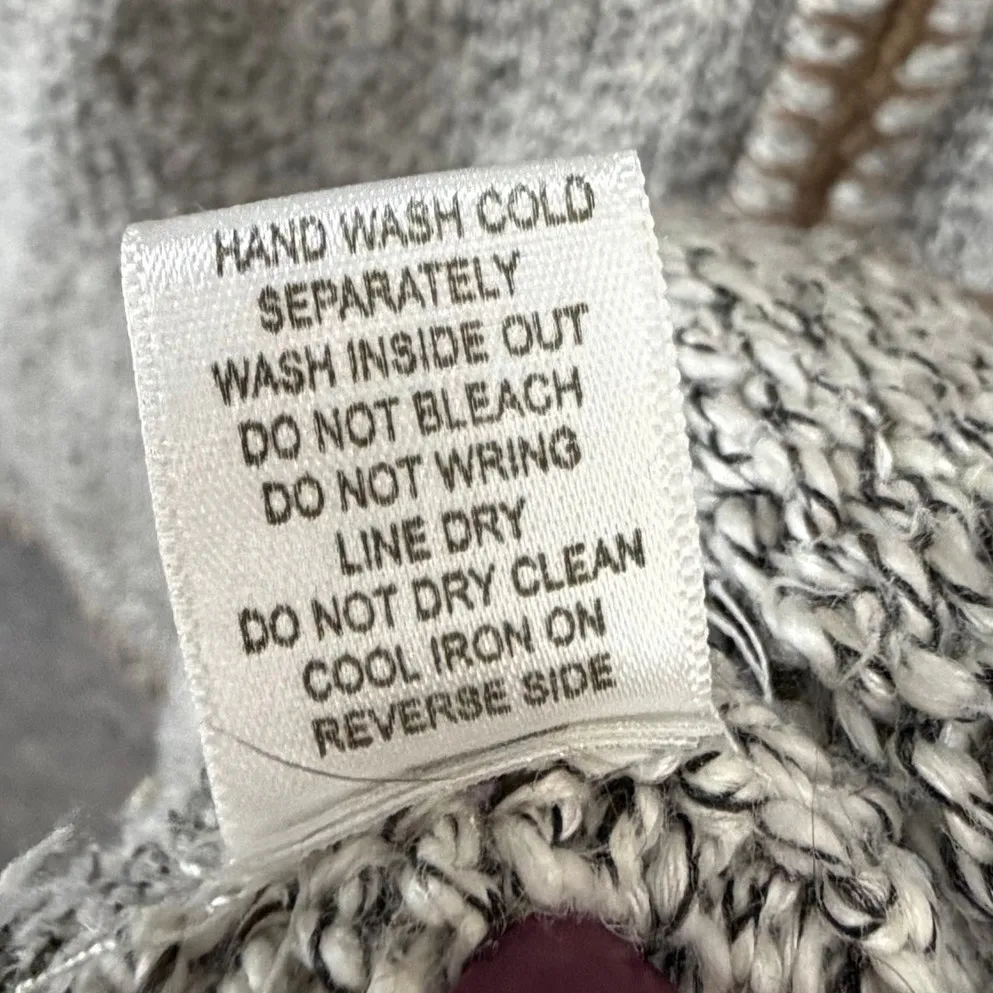 HAND WASH COLD
SEPARATELY
WASH INSIDE OUT
DO NOT BLEACH
DO NOT WRING
LINE DRY
DO NOT DRY CLEAN
COOL IRON ON
REVERSE SIDE